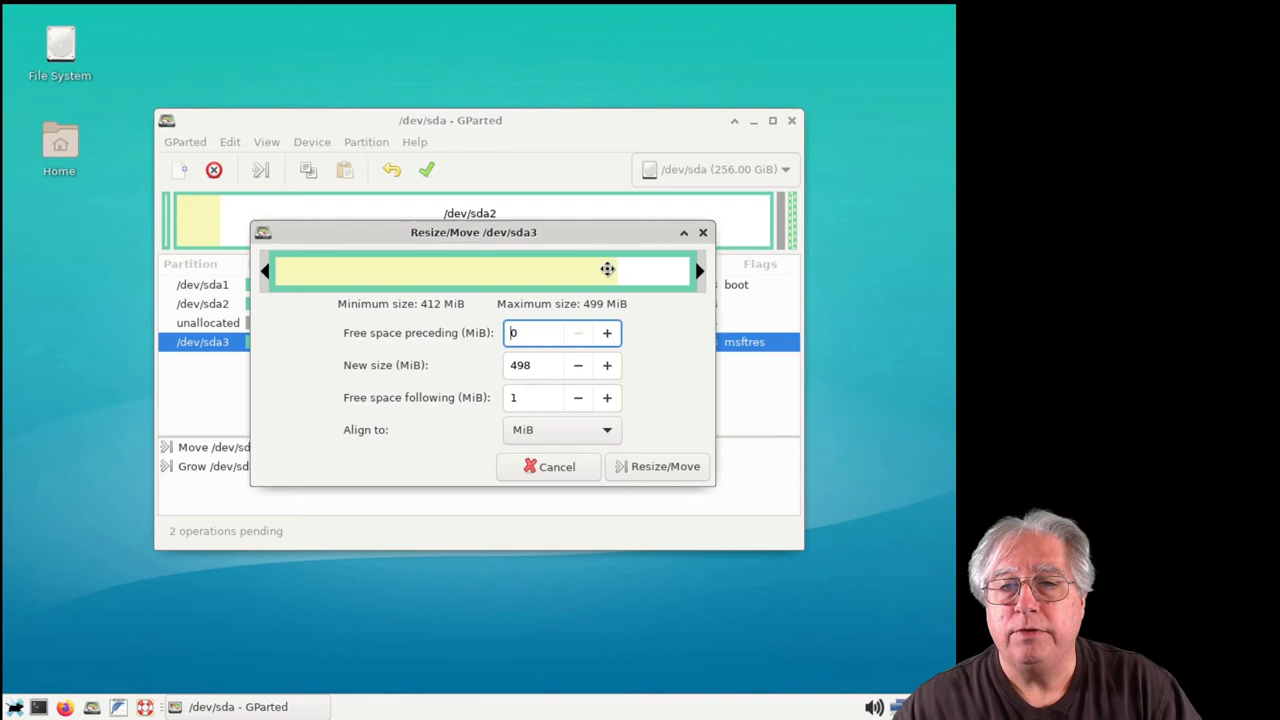 File System
Home
/dev/sda - GParted
GParted Edit View Device Partition Help
/dev/sda (256.00 GiB)
/dev/sda2
Resize/Move /dev/sda3
Partition
Flags
/dev/sda1
boot
/dev/sda2
unallocated
/dev/sda3
msftres
Minimum size: 412 MiB Maximum size: 499 MiB
Free space preceding (MiB): 0
New size (MiB): 498
Free space following (MiB): 1
Align to: MiB
Cancel Resize/Move
Move /dev/sd
Grow /dev/sd
2 operations pending
/dev/sda - GParted